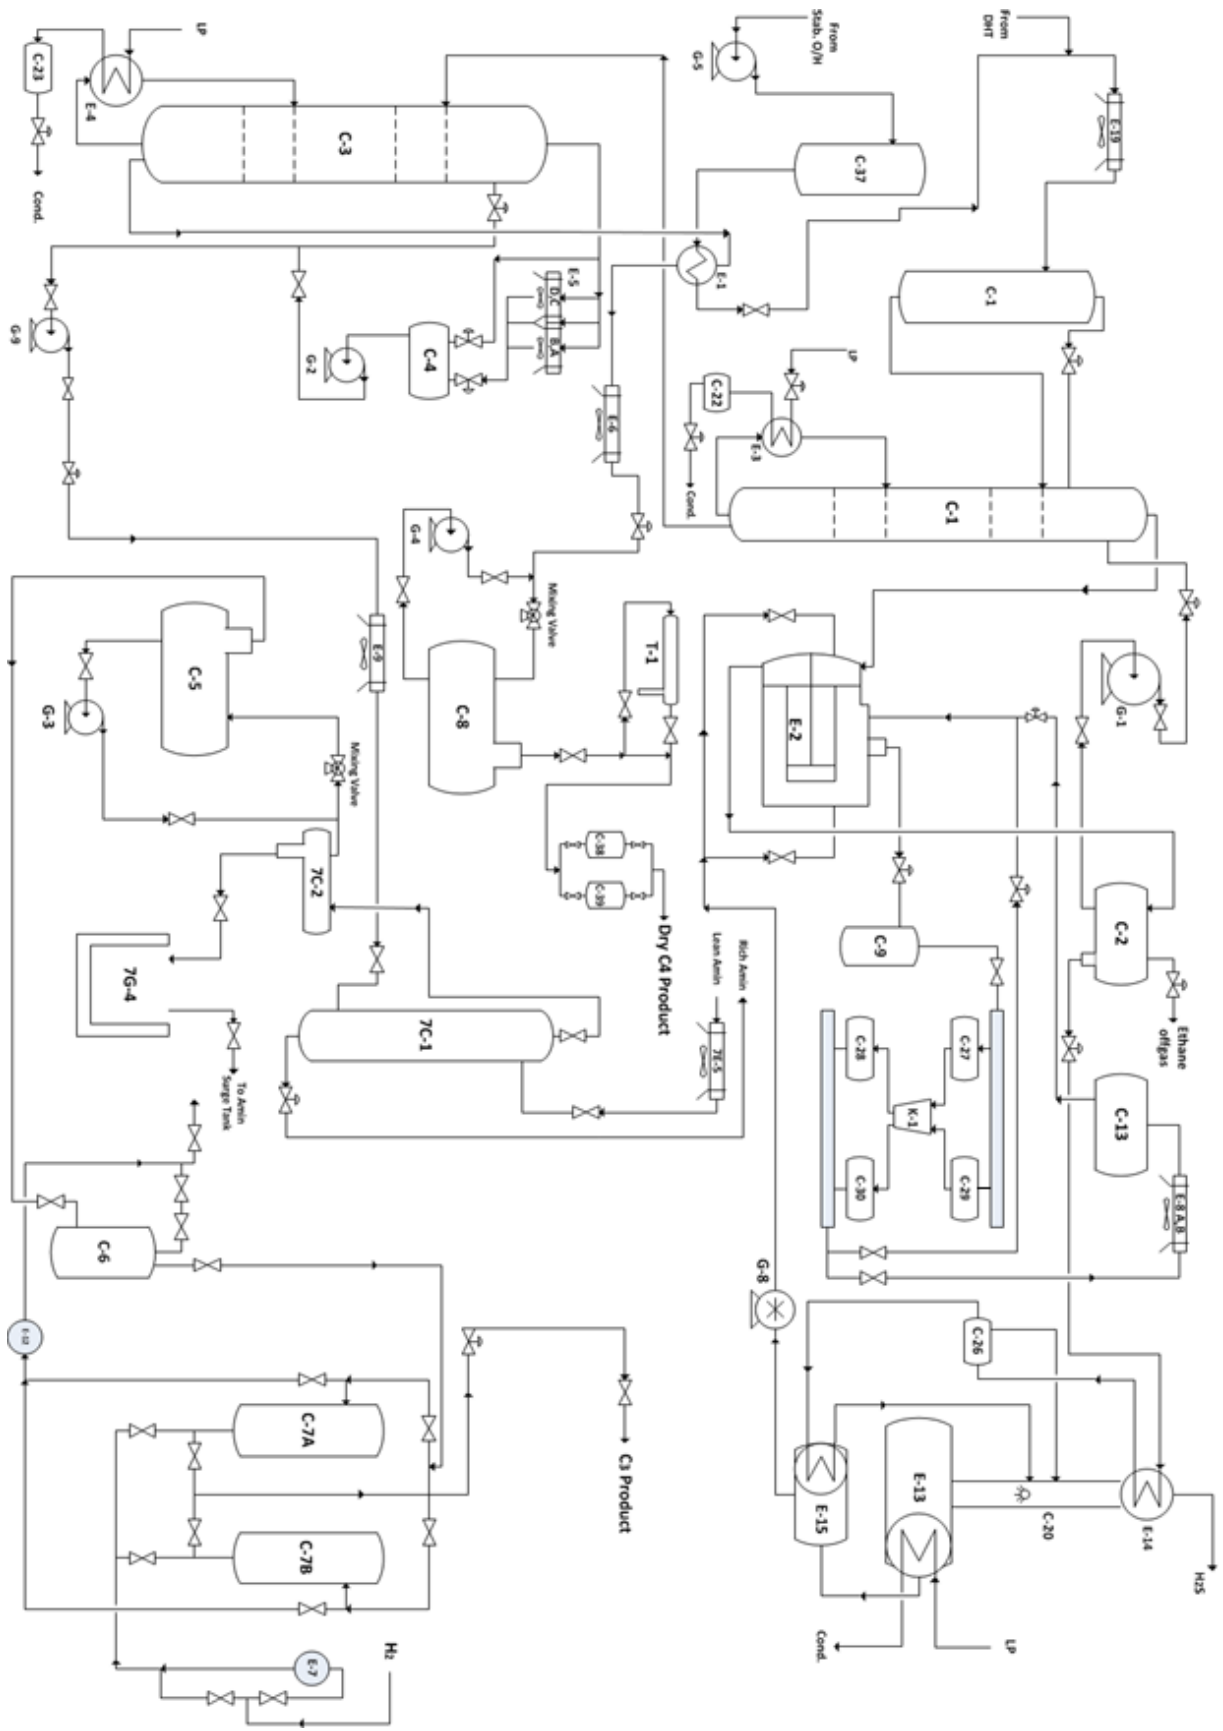 From
DHT
From
Stab. O/H
LP
G-5
C-23
E-4
E-19
C-3
C-37
Cond.
E-1
C-1
E-5
D,C
B,A
G-9
G-2
C-4
LP
C-22
E-6
E-3
Cond.
C-1
G-4
Mixing Valve
C-5
E-9
T-1
G-1
C-8
E-2
G-3
Mixing Valve
C-38
C-39
7C-2
C-2
Dry C4 Product
Lean Amin
Rich Amin
C-9
7G-4
7C-1
7E-5
Ethane
offgas
C-28
C-27
K-1
C-13
To Amin
Surge Tank
C-30
C-29
E-8 A,B
C-6
G-8
E-12
C-26
C-7A
C3 Product
E-13
E-15
C-20
E-14
C-7B
H2S
H2
E-7
Cond.
LP